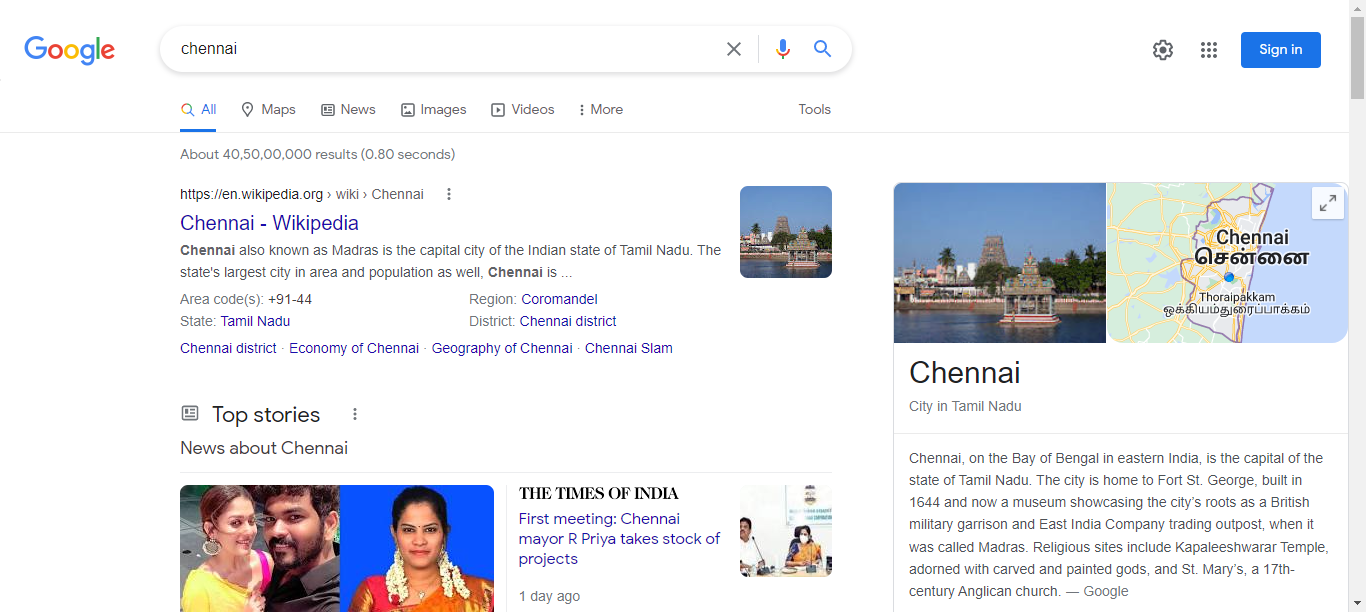 Google
chennai
Sign in
All Maps News Images Videos More Tools
About 40,50,00,000 results (0.80 seconds)
https://en.wikipedia.org › wiki › Chennai
Chennai - Wikipedia
Chennai also known as Madras is the capital city of the Indian state of Tamil Nadu. The
state's largest city in area and population as well, Chennai is ...
Area code(s): +91-44 Region: Coromandel
State: Tamil Nadu District: Chennai district
Chennai district · Economy of Chennai · Geography of Chennai · Chennai Slam
Top stories
News about Chennai
THE TIMES OF INDIA
First meeting: Chennai
mayor R Priya takes stock of
projects
1 day ago
Chennai
சென்னை
Thoraipakkam
ஒக்கியம்துரைப்பாக்கம்
Chennai
City in Tamil Nadu
Chennai, on the Bay of Bengal in eastern India, is the capital of the
state of Tamil Nadu. The city is home to Fort St. George, built in
1644 and now a museum showcasing the city’s roots as a British
military garrison and East India Company trading outpost, when it
was called Madras. Religious sites include Kapaleeshwarar Temple,
adorned with carved and painted gods, and St. Mary’s, a 17th-
century Anglican church. — Google